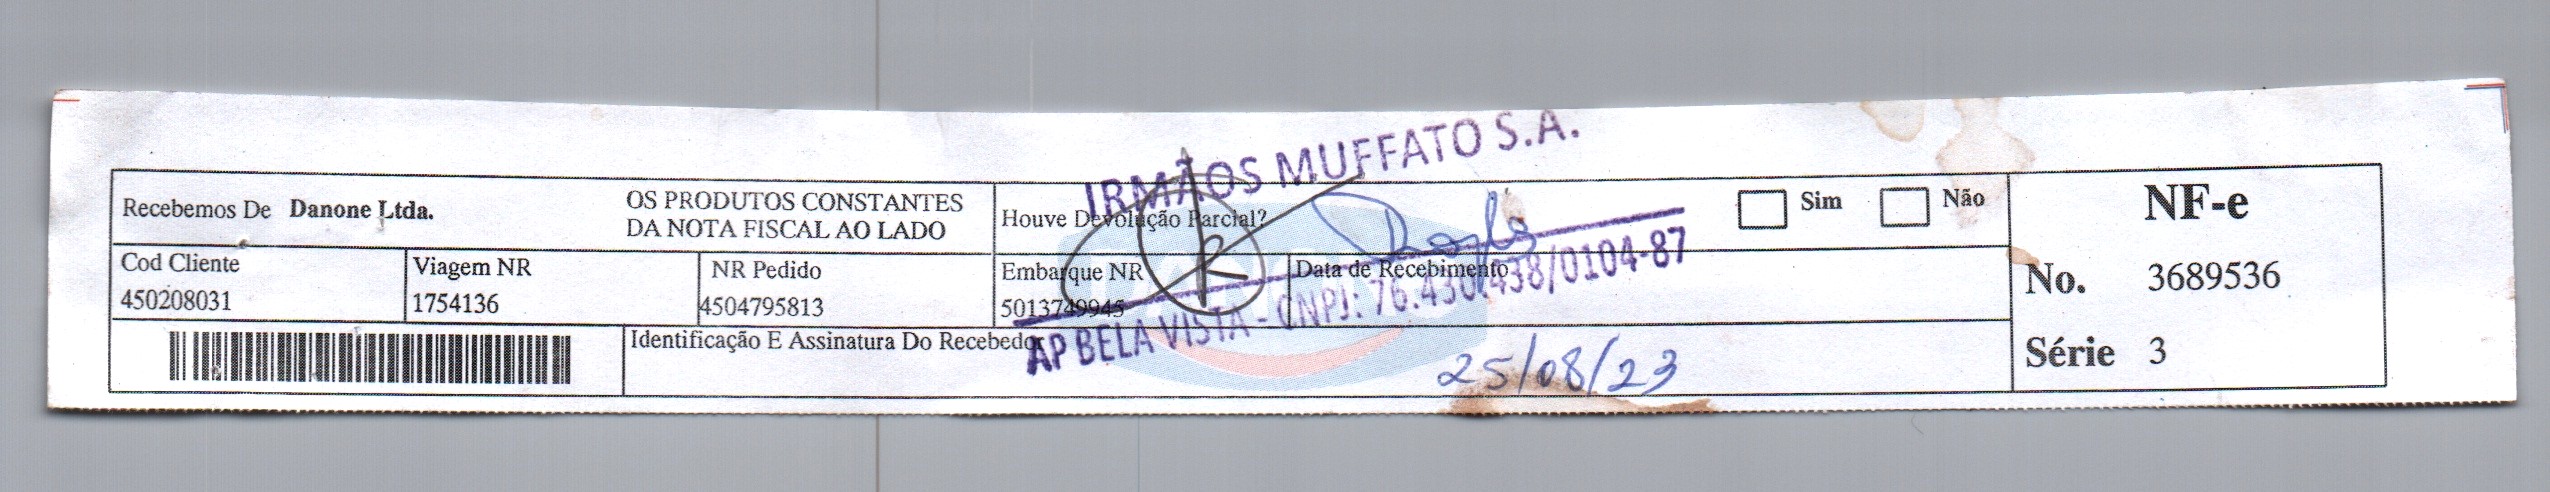 IRMÃOS MUFFATO S.A.
Recebemos De Danone Ltda.
OS PRODUTOS CONSTANTES
DA NOTA FISCAL AO LADO
Houve Devolução Parcial?
Sim
Não
NF-e
Cod Cliente
450208031
Viagem NR
1754136
NR Pedido
4504795813
Embarque NR
5013749945
Data de Recebimento
No. 3689536
AP BELA VISTA - CNPJ: 76.430.438/0104-87
Identificação E Assinatura Do Recebedor
25/08/23
Série 3